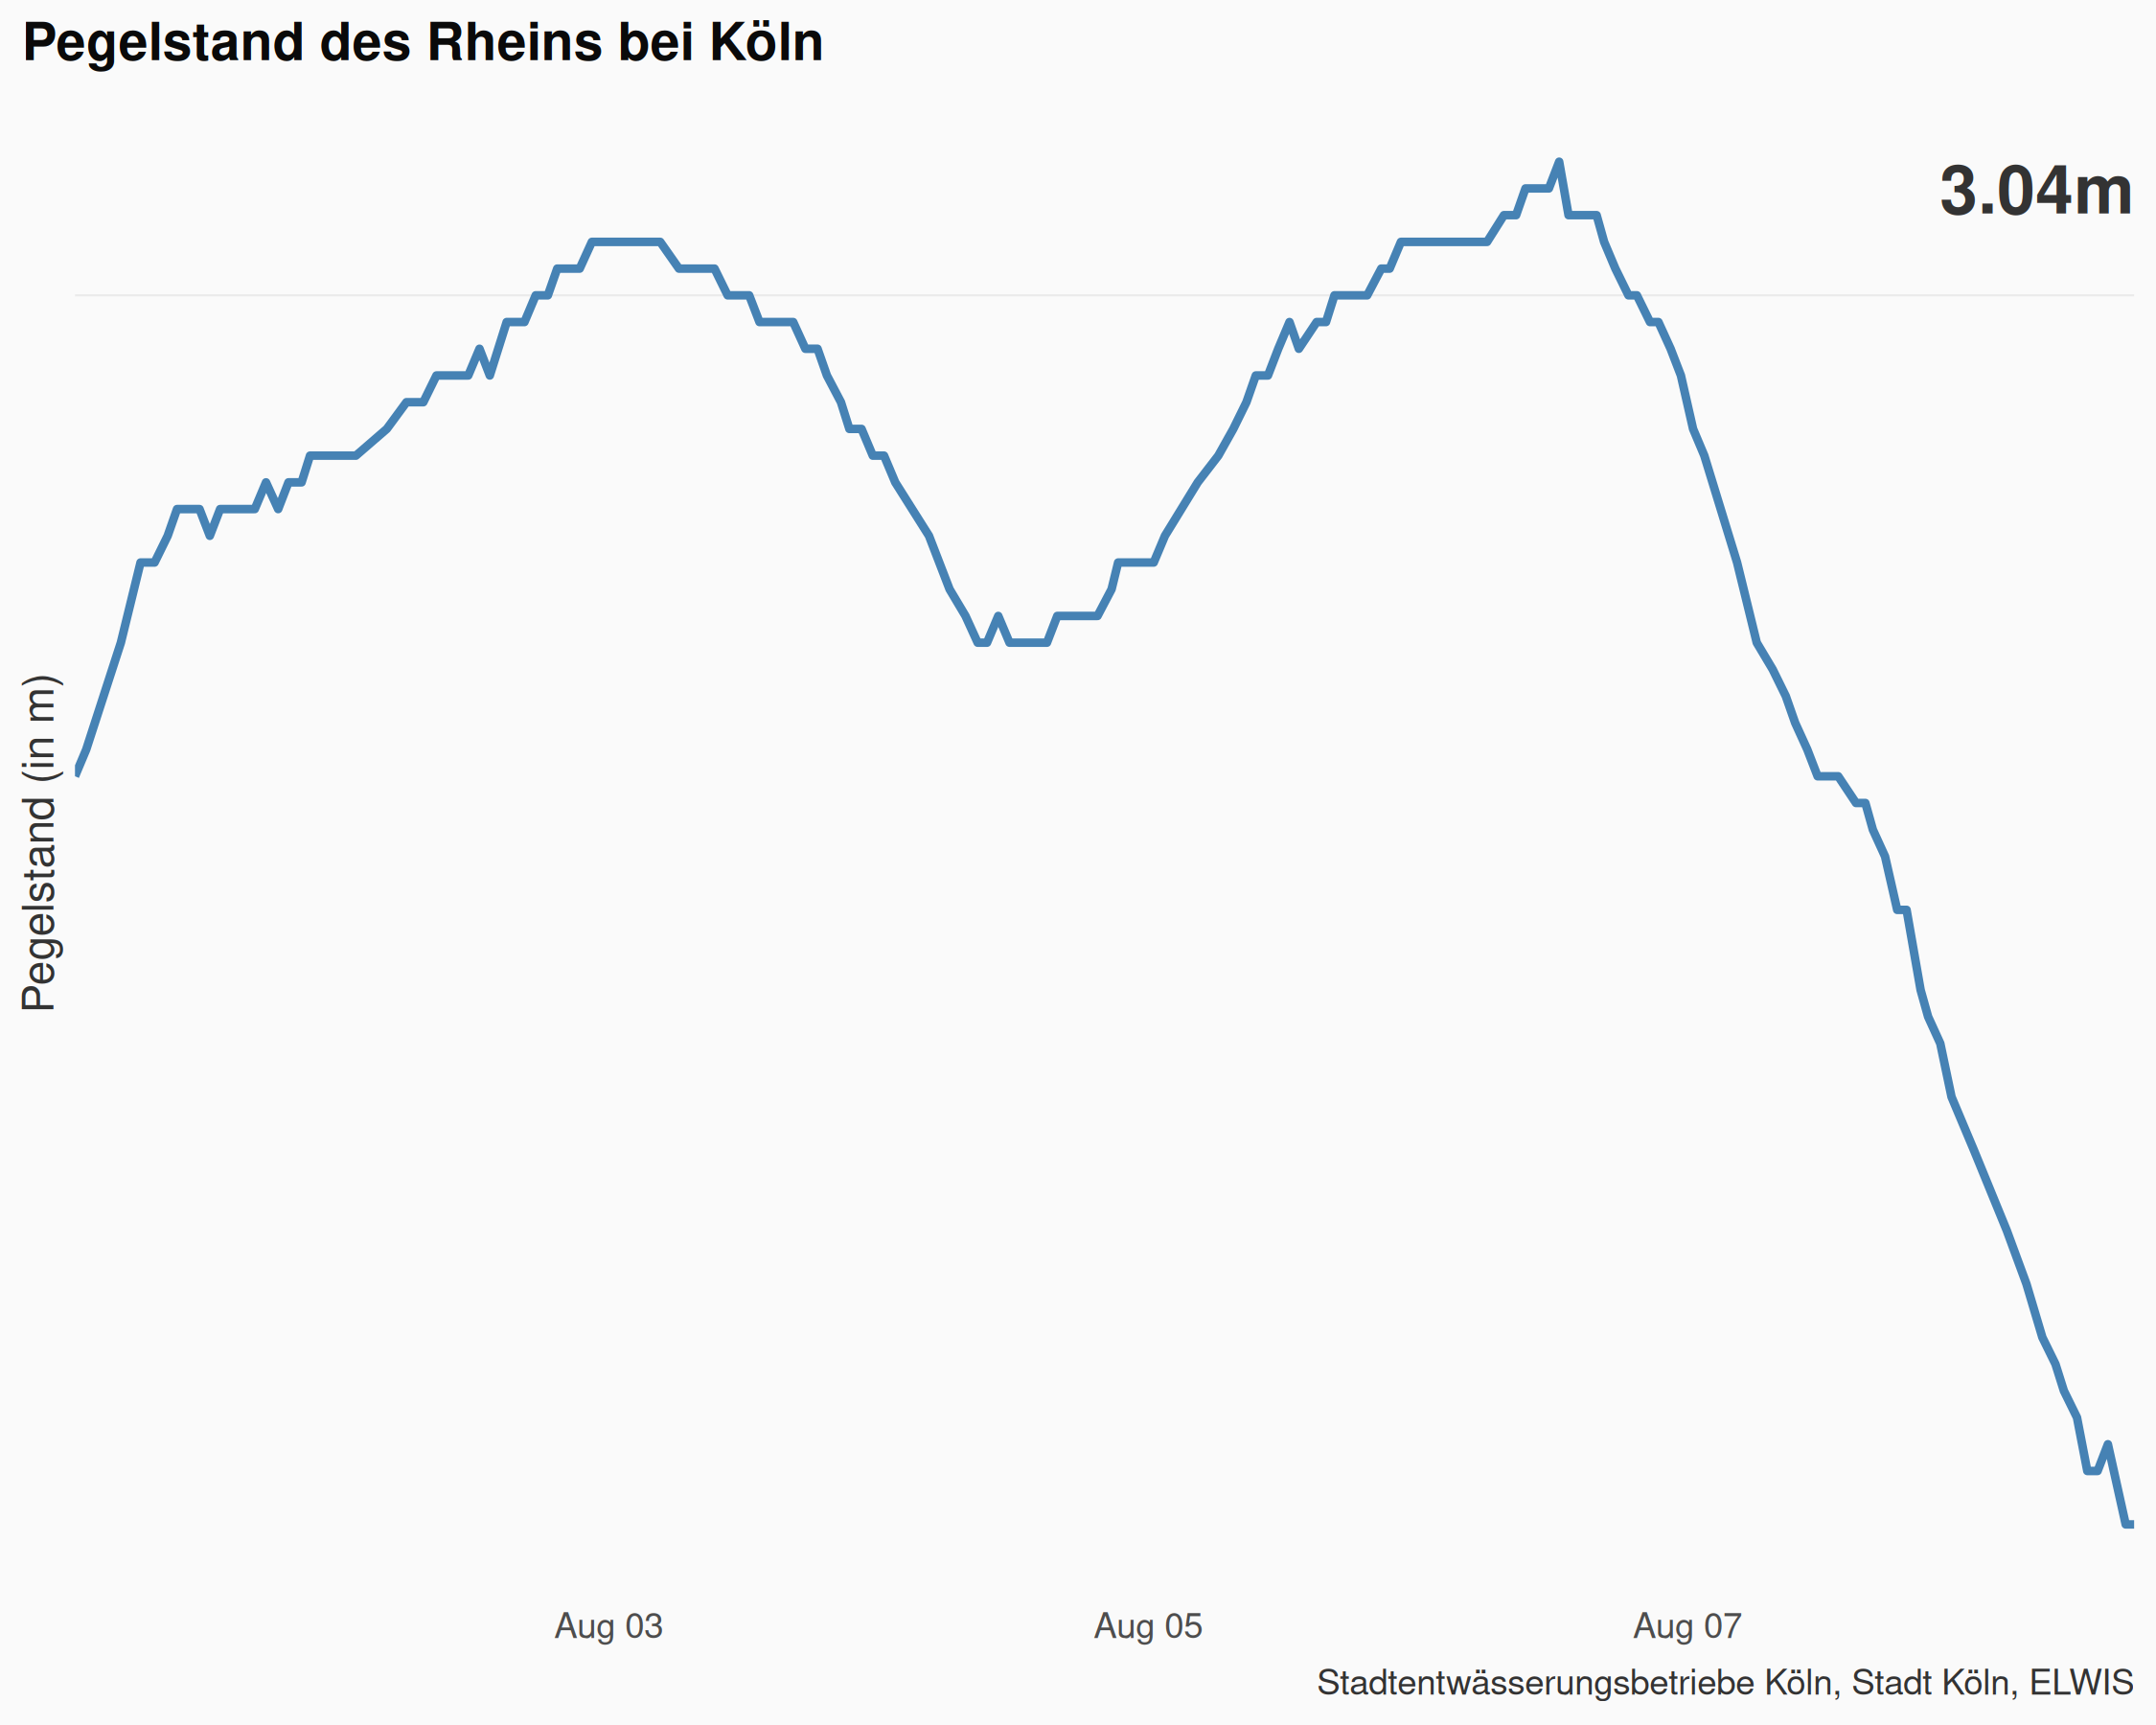 Pegelstand des Rheins bei Köln
3.04m
Pegelstand (in m)
Aug 03
Aug 05
Aug 07
Stadtentwässerungsbetriebe Köln, Stadt Köln, ELWIS